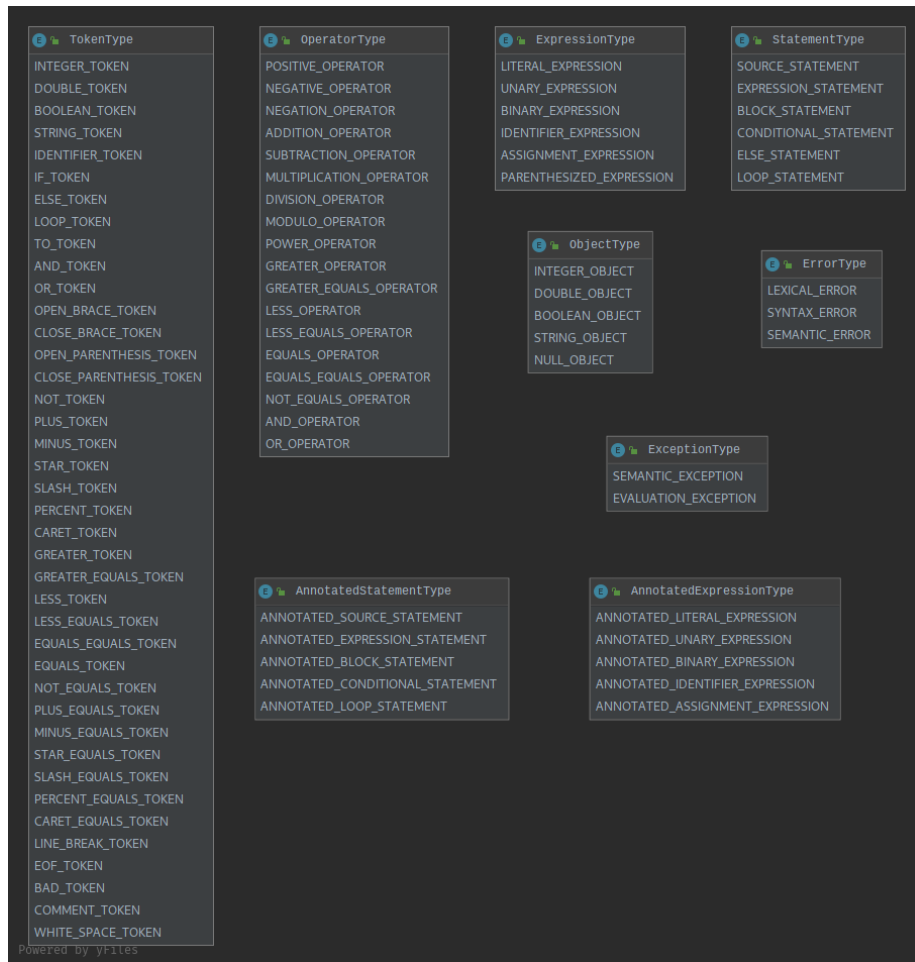 TokenType
INTEGER_TOKEN
DOUBLE_TOKEN
BOOLEAN_TOKEN
STRING_TOKEN
IDENTIFIER_TOKEN
IF_TOKEN
ELSE_TOKEN
LOOP_TOKEN
TO_TOKEN
AND_TOKEN
OR_TOKEN
OPEN_BRACE_TOKEN
CLOSE_BRACE_TOKEN
OPEN_PARENTHESIS_TOKEN
CLOSE_PARENTHESIS_TOKEN
NOT_TOKEN
PLUS_TOKEN
MINUS_TOKEN
STAR_TOKEN
SLASH_TOKEN
PERCENT_TOKEN
CARET_TOKEN
GREATER_TOKEN
GREATER_EQUALS_TOKEN
LESS_TOKEN
LESS_EQUALS_TOKEN
EQUALS_EQUALS_TOKEN
EQUALS_TOKEN
NOT_EQUALS_TOKEN
PLUS_EQUALS_TOKEN
MINUS_EQUALS_TOKEN
STAR_EQUALS_TOKEN
SLASH_EQUALS_TOKEN
PERCENT_EQUALS_TOKEN
CARET_EQUALS_TOKEN
LINE_BREAK_TOKEN
EOF_TOKEN
BAD_TOKEN
COMMENT_TOKEN
WHITE_SPACE_TOKEN
OperatorType
POSITIVE_OPERATOR
NEGATIVE_OPERATOR
NEGATION_OPERATOR
ADDITION_OPERATOR
SUBTRACTION_OPERATOR
MULTIPLICATION_OPERATOR
DIVISION_OPERATOR
MODULO_OPERATOR
POWER_OPERATOR
GREATER_OPERATOR
GREATER_EQUALS_OPERATOR
LESS_OPERATOR
LESS_EQUALS_OPERATOR
EQUALS_OPERATOR
EQUALS_EQUALS_OPERATOR
NOT_EQUALS_OPERATOR
AND_OPERATOR
OR_OPERATOR
ExpressionType
LITERAL_EXPRESSION
UNARY_EXPRESSION
BINARY_EXPRESSION
IDENTIFIER_EXPRESSION
ASSIGNMENT_EXPRESSION
PARENTHESIZED_EXPRESSION
StatementType
SOURCE_STATEMENT
EXPRESSION_STATEMENT
BLOCK_STATEMENT
CONDITIONAL_STATEMENT
ELSE_STATEMENT
LOOP_STATEMENT
ObjectType
INTEGER_OBJECT
DOUBLE_OBJECT
BOOLEAN_OBJECT
STRING_OBJECT
NULL_OBJECT
ErrorType
LEXICAL_ERROR
SYNTAX_ERROR
SEMANTIC_ERROR
ExceptionType
SEMANTIC_EXCEPTION
EVALUATION_EXCEPTION
AnnotatedStatementType
ANNOTATED_SOURCE_STATEMENT
ANNOTATED_EXPRESSION_STATEMENT
ANNOTATED_BLOCK_STATEMENT
ANNOTATED_CONDITIONAL_STATEMENT
ANNOTATED_LOOP_STATEMENT
AnnotatedExpressionType
ANNOTATED_LITERAL_EXPRESSION
ANNOTATED_UNARY_EXPRESSION
ANNOTATED_BINARY_EXPRESSION
ANNOTATED_IDENTIFIER_EXPRESSION
ANNOTATED_ASSIGNMENT_EXPRESSION
Powered by yFiles